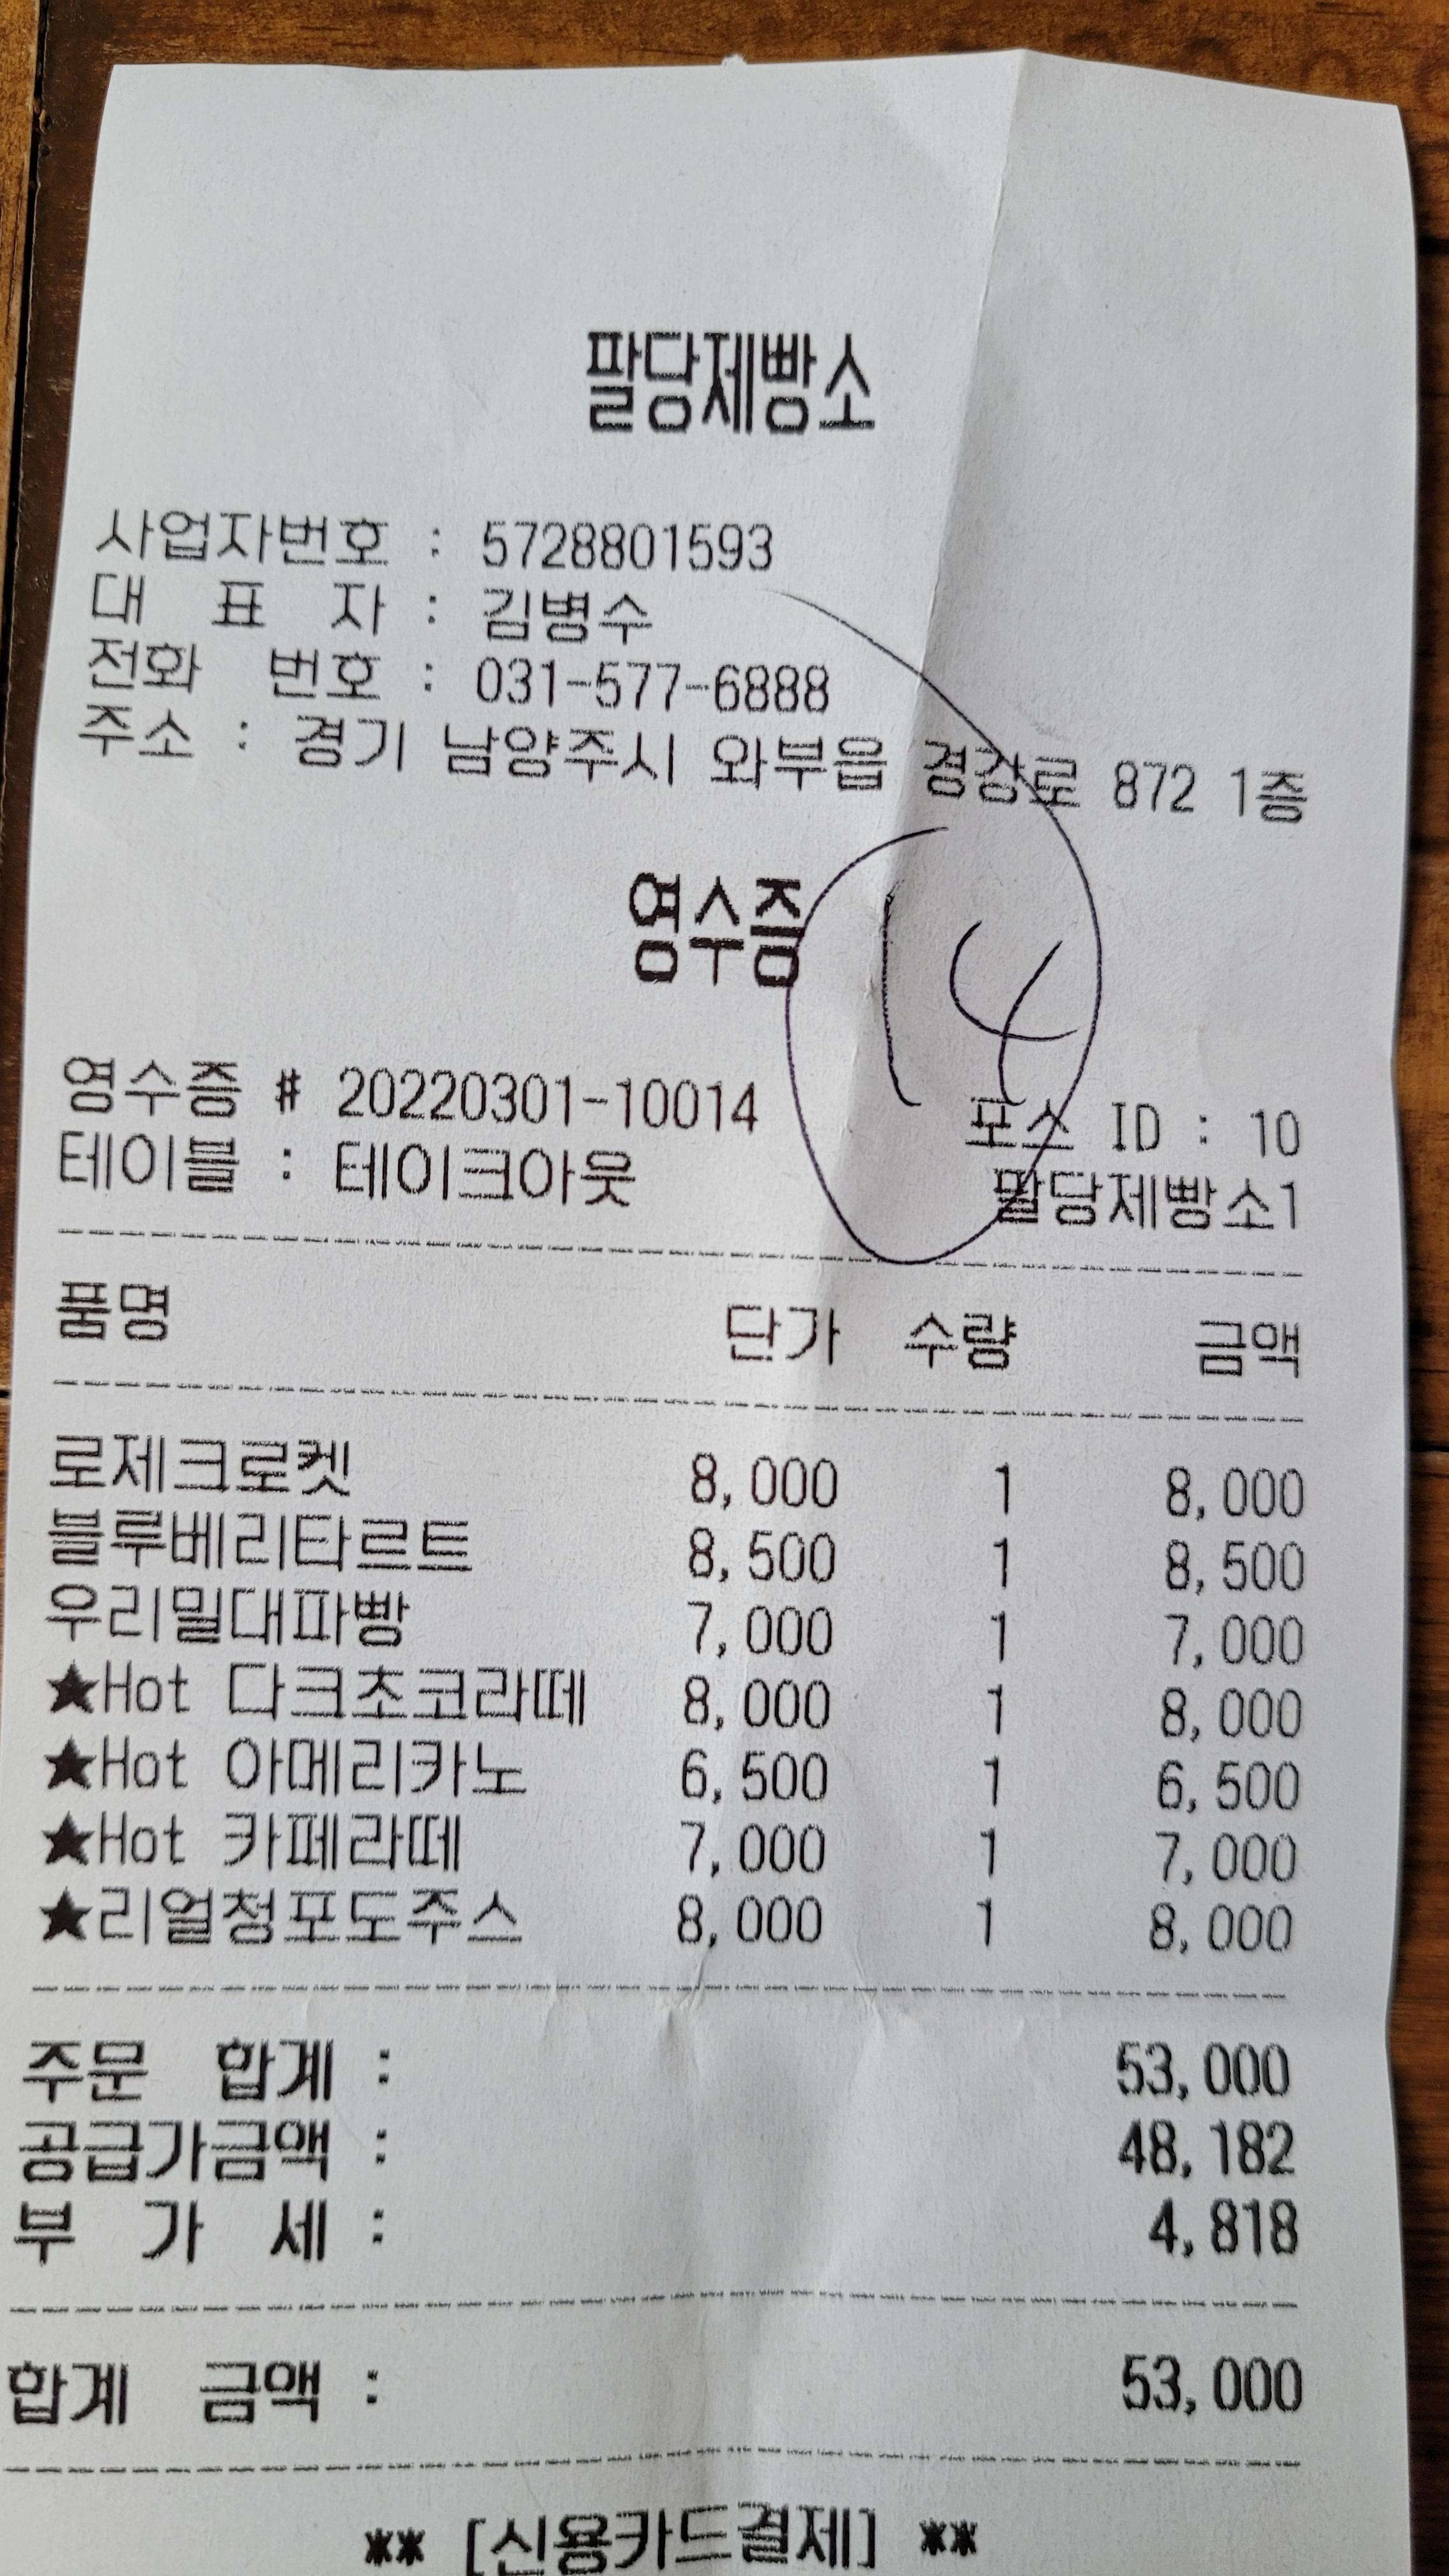 팔당제빵소
사업자번호 : 5728801593
대 표 자 : 김병수
전화 번호 : 031-577-6888
주소 : 경기 남양주시 와부읍 경강로 872 1층
영수증
14
영수증 # 20220301-10014 포스 ID : 10
테이블 : 테이크아웃 팔당제빵소1
품명 단가 수량 금액
로제크로켓 8,000 1 8,000
블루베리타르트 8,500 1 8,500
우리밀대파빵 7,000 1 7,000
★Hot 다크초코라떼 8,000 1 8,000
★Hot 아메리카노 6,500 1 6,500
★Hot 카페라떼 7,000 1 7,000
★리얼청포도주스 8,000 1 8,000
주문 합계 : 53,000
공급가금액 : 48,182
부 가 세 : 4,818
합계 금액 : 53,000
** [신용카드결제] **